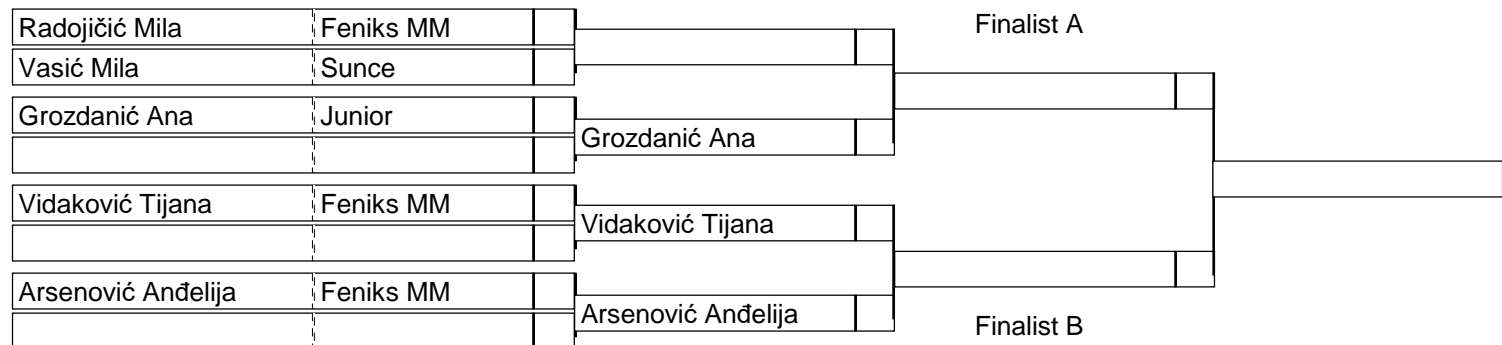 Radojičić Mila Feniks MM
Vasić Mila Sunce
Grozdanić Ana Junior
Vidaković Tijana Feniks MM
Arsenović Anđelija Feniks MM
Grozdanić Ana
Vidaković Tijana
Arsenović Anđelija
Finalist A
Finalist B